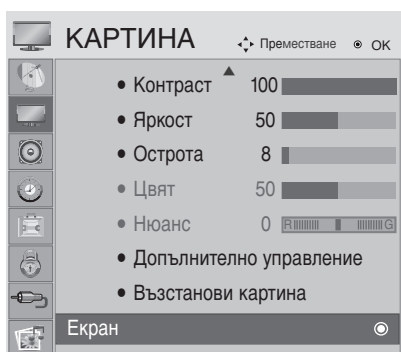 КАРТИНА Преместване OK
• Контраст 100
• Яркост 50
• Острота 8
• Цвят 50
• Нюанс 0 R G
• Допълнително управление
• Възстанови картина
Екран